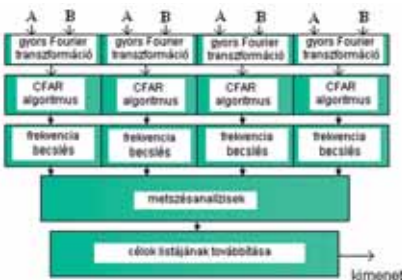 A B A B A B A B
gyors Fourier transzformáció
gyors Fourier transzformáció
gyors Fourier transzformáció
gyors Fourier transzformáció
CFAR algoritmus
CFAR algoritmus
CFAR algoritmus
CFAR algoritmus
frekvencia becslés
frekvencia becslés
frekvencia becslés
frekvencia becslés
metszésanalízisek
célok listájának továbbítása
kimenet